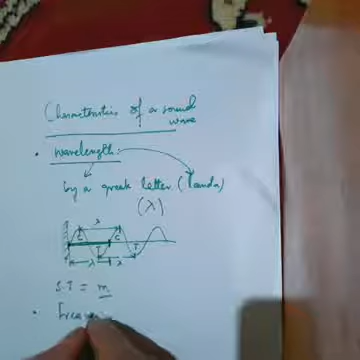 Characteristics of a sound
wave
• wavelength:
by a greek letter (Lamda)
(λ)
λ
C C
T T
λ λ
S.I = m
•